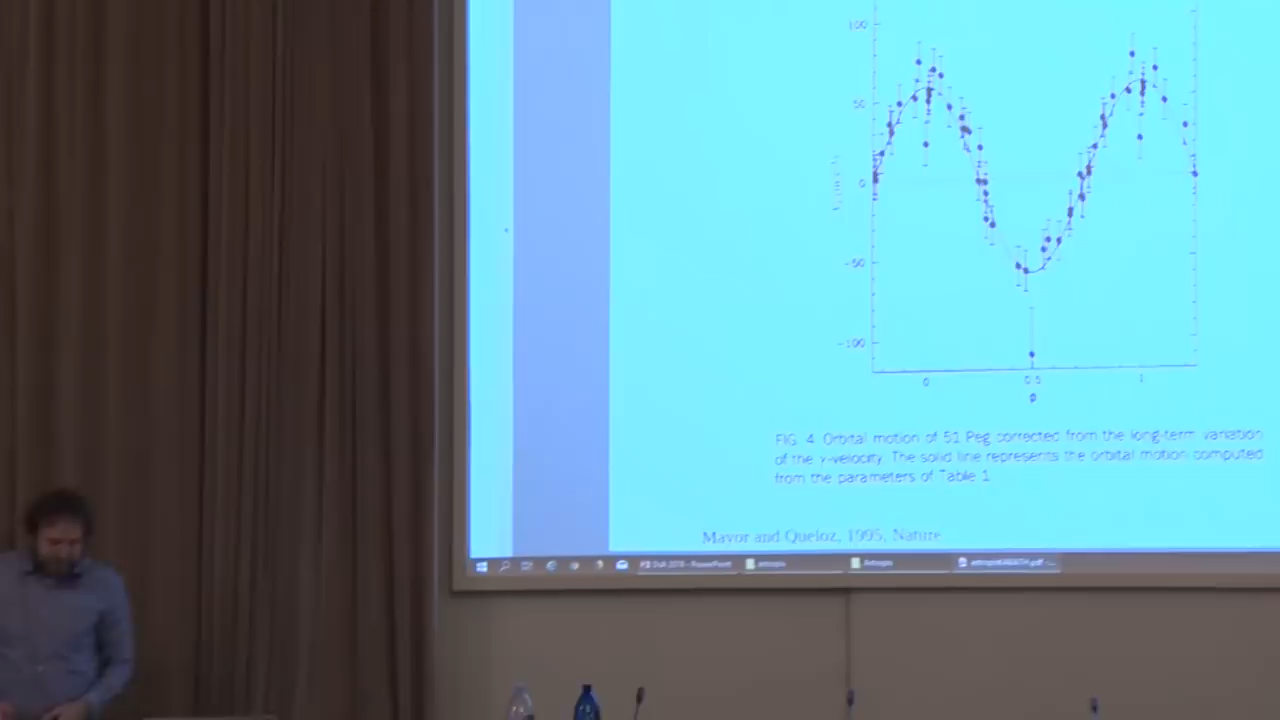 100
50
0
-50
-100
0
0.5
1
φ
FIG. 4 Orbital motion of 51 Peg corrected from the long-term variation
of the γ-velocity. The solid line represents the orbital motion computed
from the parameters of Table 1.
Mayor and Queloz, 1995, Nature
PowerPoint